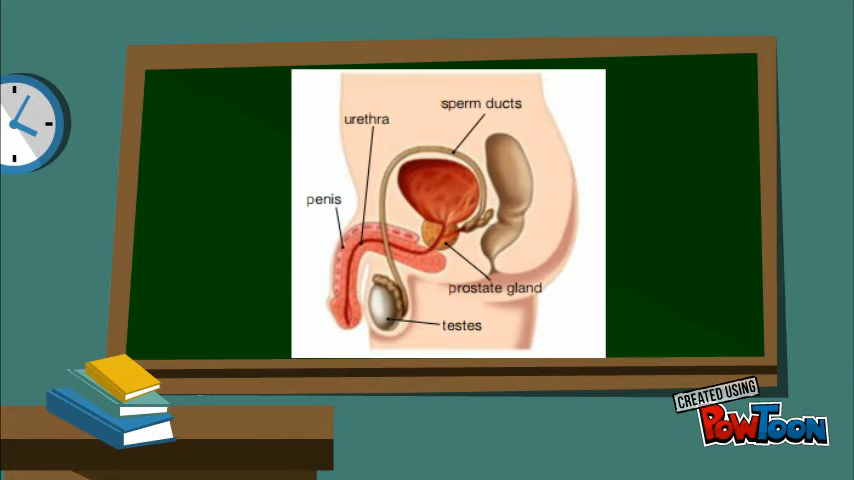 sperm ducts
urethra
penis
prostate gland
testes
CREATED USING
POWTOON